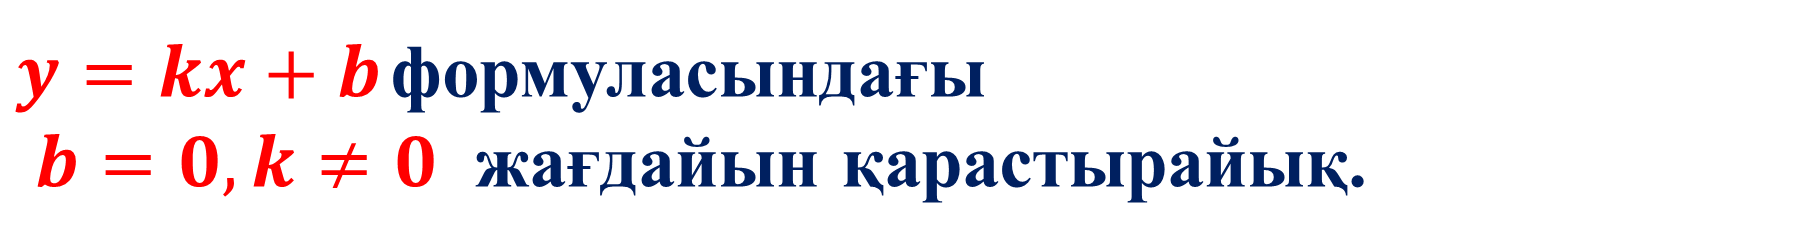 y = kx + b формуласындағы
b = 0, k ≠ 0 жағдайын қарастырайық.